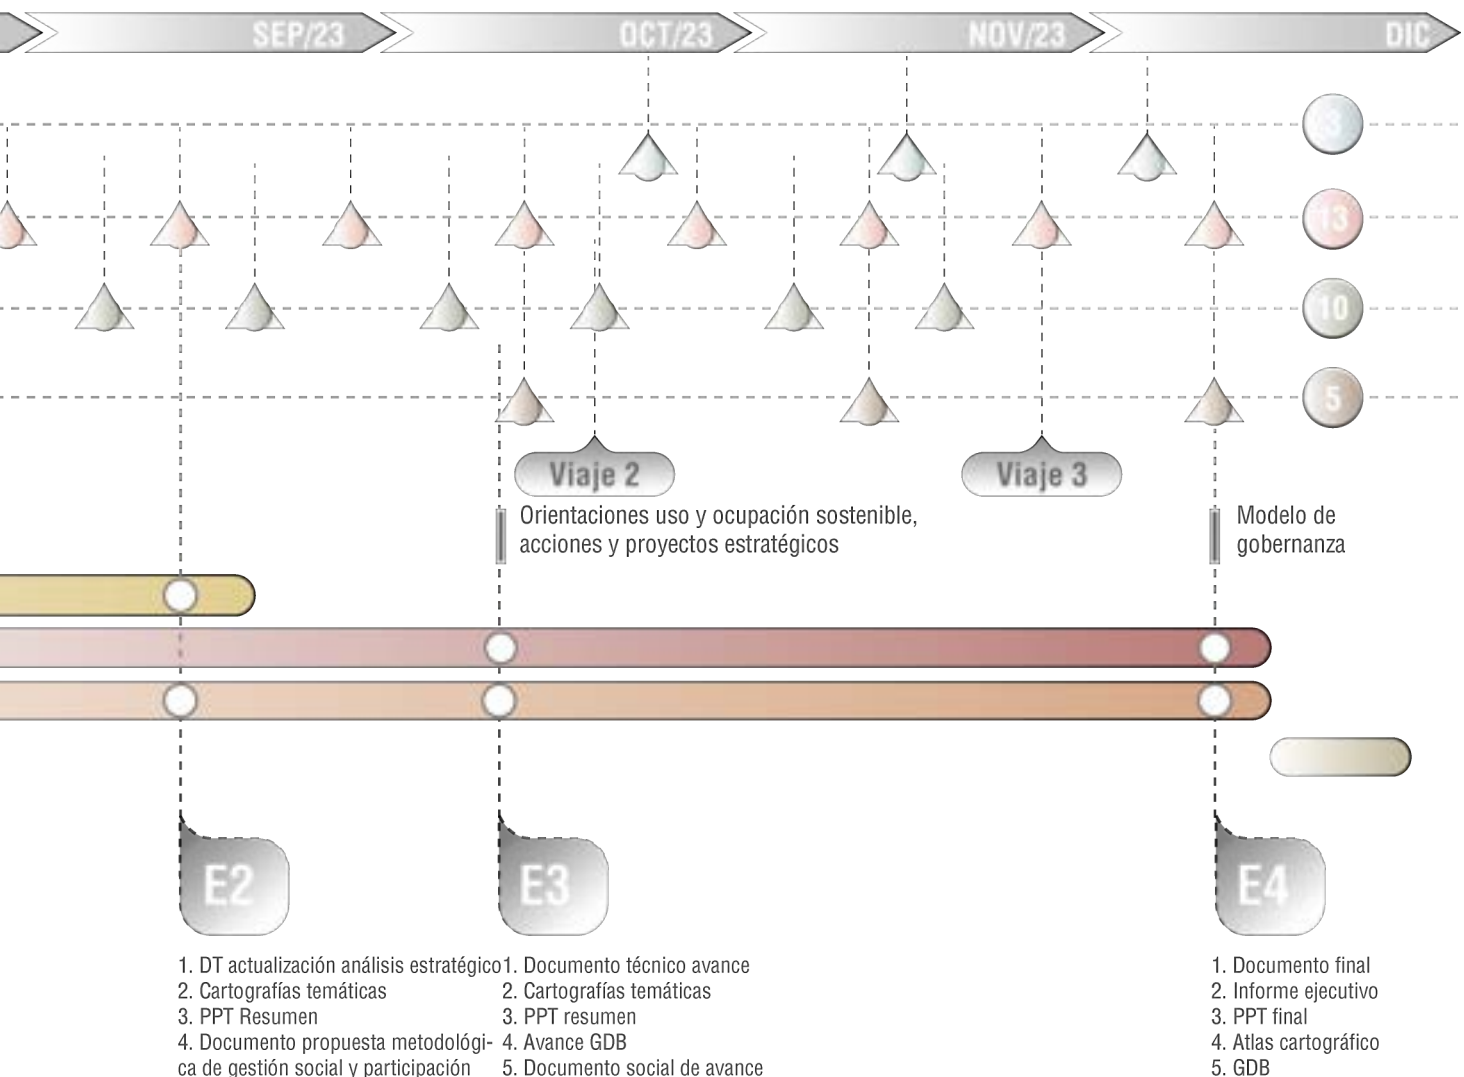 SEP/23
OCT/23
NOV/23
DIC
3
13
10
5
Viaje 2
Viaje 3
Orientaciones uso y ocupación sostenible,
acciones y proyectos estratégicos
Modelo de
gobernanza
E2
E3
E4
1. DT actualización análisis estratégico
2. Cartografías temáticas
3. PPT Resumen
4. Documento propuesta metodológi-
ca de gestión social y participación
1. Documento técnico avance
2. Cartografías temáticas
3. PPT resumen
4. Avance GDB
5. Documento social de avance
1. Documento final
2. Informe ejecutivo
3. PPT final
4. Atlas cartográfico
5. GDB